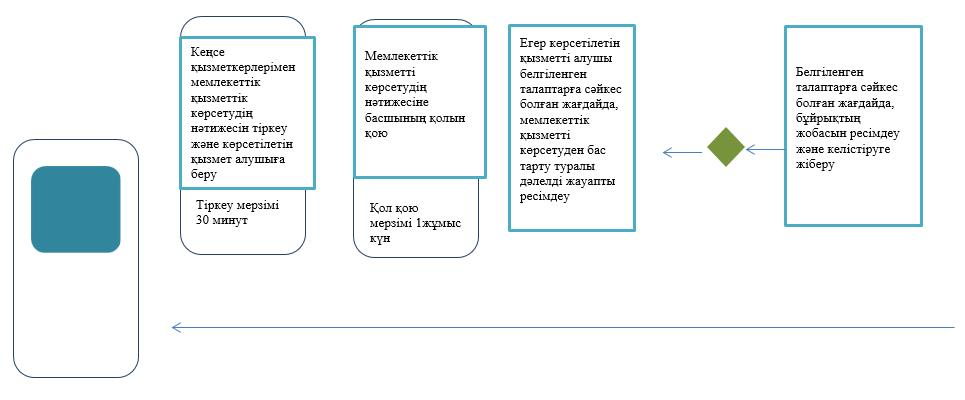 Кеңсе
қызметкерлерімен
мемлекеттік
қызметтік
көрсетудің
нәтижесін тіркеу
және көрсетілетін
қызмет алушыға
беру
Тіркеу мерзімі
30 минут
Мемлекеттік
қызметті
көрсетудің
нәтижесіне
басшының қолын
қою
Қол қою
мерзімі 1жұмыс
күн
Егер көрсетілетін
қызметті алушы
белгіленген
талаптарға сәйкес
болған жағдайда,
мемлекеттік
қызметті
көрсетуден бас
тарту туралы
дәлелді жауапты
ресімдеу
Белгіленген
талаптарға сәйкес
болған жағдайда,
бұйрықтың
жобасын ресімдеу
және келістіруге
жіберу